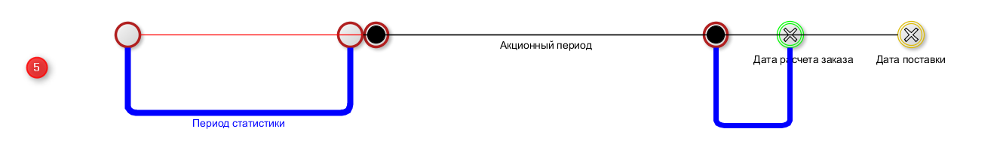 Акционный период
Дата расчета заказа
Дата поставки
5
Период статистики